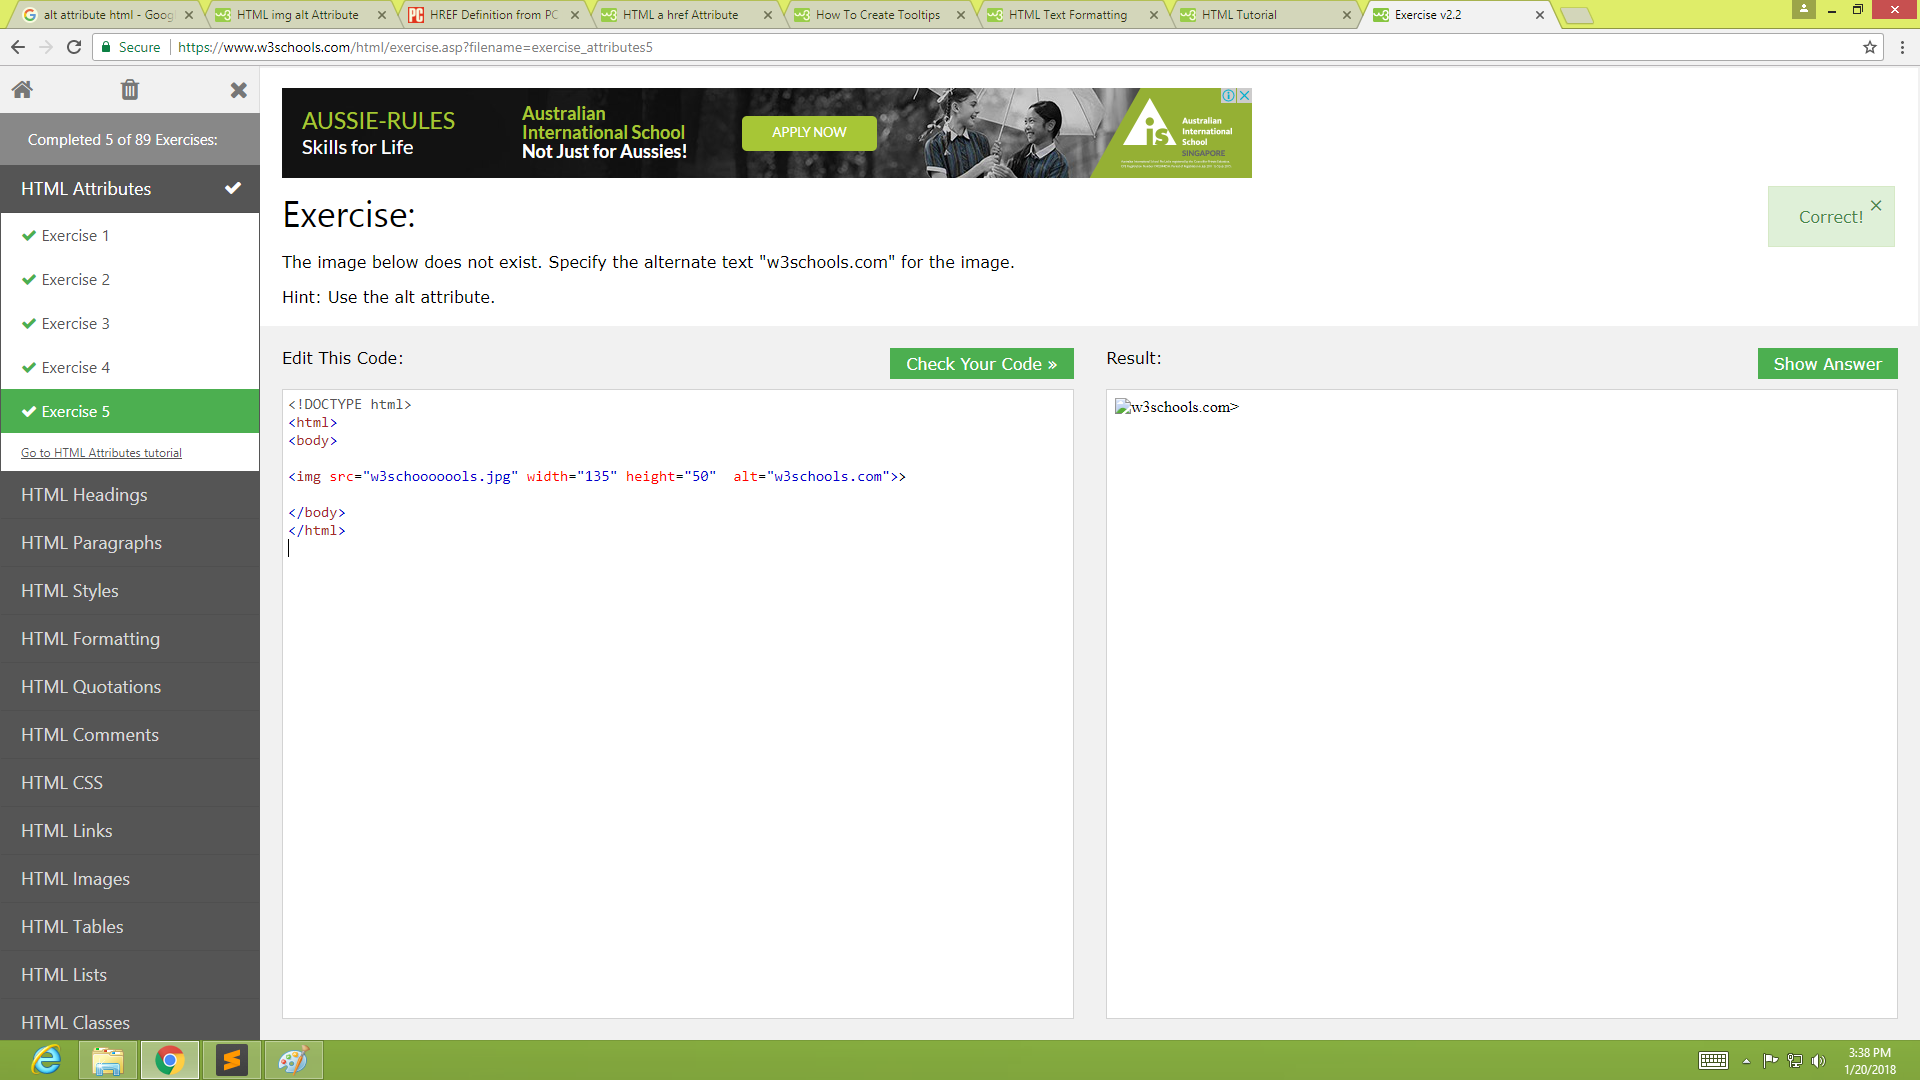 alt attribute html - Goog
HTML img alt Attribute
HREF Definition from PC
HTML a href Attribute
How To Create Tooltips
HTML Text Formatting
HTML Tutorial
Exercise v2.2
Secure
https://www.w3schools.com/html/exercise.asp?filename=exercise_attributes5
Completed 5 of 89 Exercises:
HTML Attributes
Exercise 1
Exercise 2
Exercise 3
Exercise 4
Exercise 5
Go to HTML Attributes tutorial
HTML Headings
HTML Paragraphs
HTML Styles
HTML Formatting
HTML Quotations
HTML Comments
HTML CSS
HTML Links
HTML Images
HTML Tables
HTML Lists
HTML Classes
AUSSIE-RULES
Skills for Life
Australian
International School
Not Just for Aussies!
APPLY NOW
AIS
Australian
International
School
SINGAPORE
Exercise:
Correct!
The image below does not exist. Specify the alternate text "w3schools.com" for the image.
Hint: Use the alt attribute.
Edit This Code:
Check Your Code »
<!DOCTYPE html>
<html>
<body>
<img src="w3schooooools.jpg" width="135" height="50"  alt="w3schools.com">>
</body>
</html>
Result:
Show Answer
w3schools.com>
3:38 PM
1/20/2018